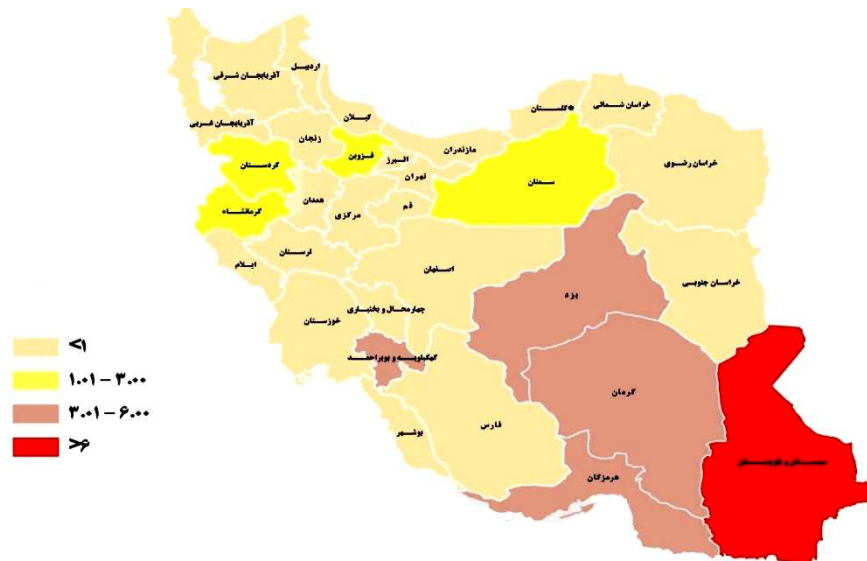 اردبیل
آذربایجان شرقی
گلستان*
خراسان شمالی
گیلان
آذربایجان غربی
زنجان
مازندران
قزوین
البرز
خراسان رضوی
کردستان
تهران
سمنان
همدان
قم
مرکزی
کرمانشاه
لرستان
ایلام
اصفهان
خراسان جنوبی
یزد
چهارمحال و بختیاری
خوزستان
کهگیلویه و بویراحمد
کرمان
فارس
بوشهر
هرمزگان
سیستان و بلوچستان
<۱
۱.۰۱ – ۳.۰۰
۳.۰۱ – ۶.۰۰
>۶